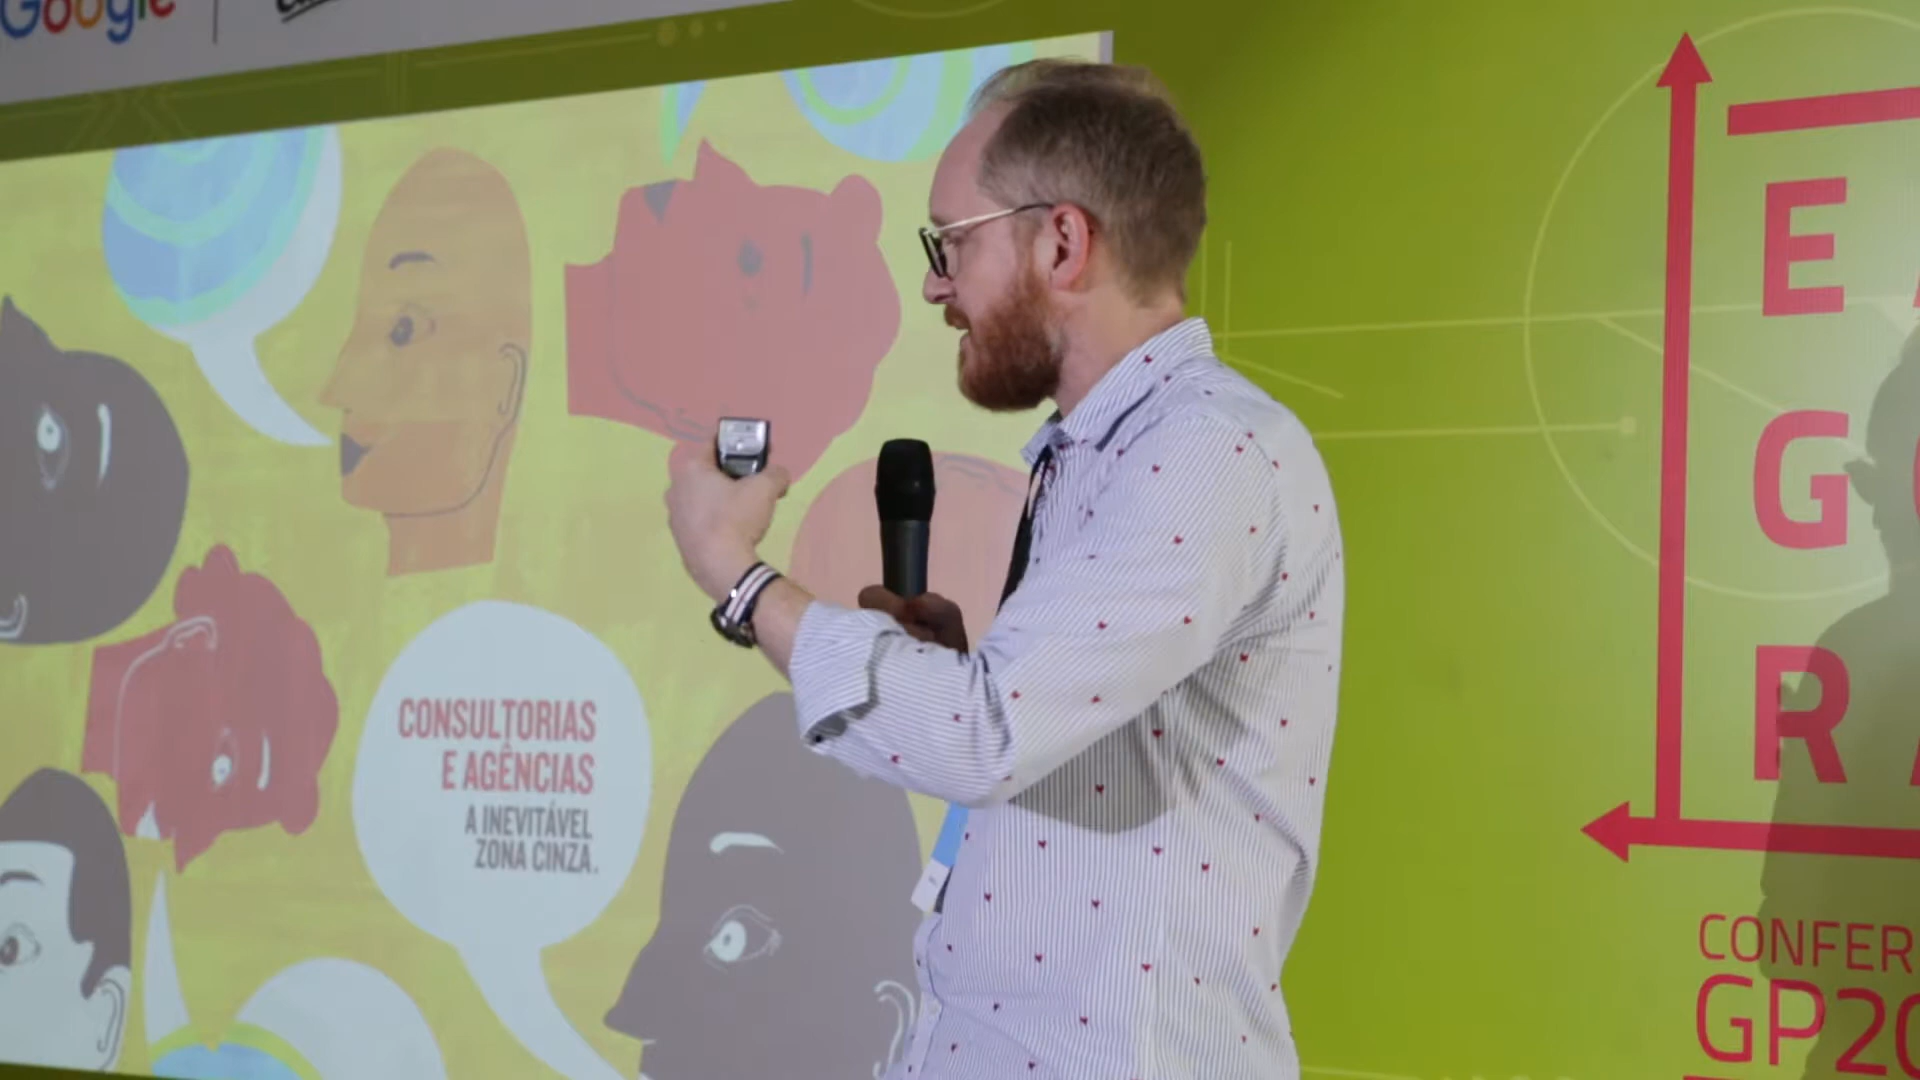 Google
CONSULTORIAS
E AGÊNCIAS
A INEVITÁVEL
ZONA CINZA.
E
G
R
CONFER
GP20